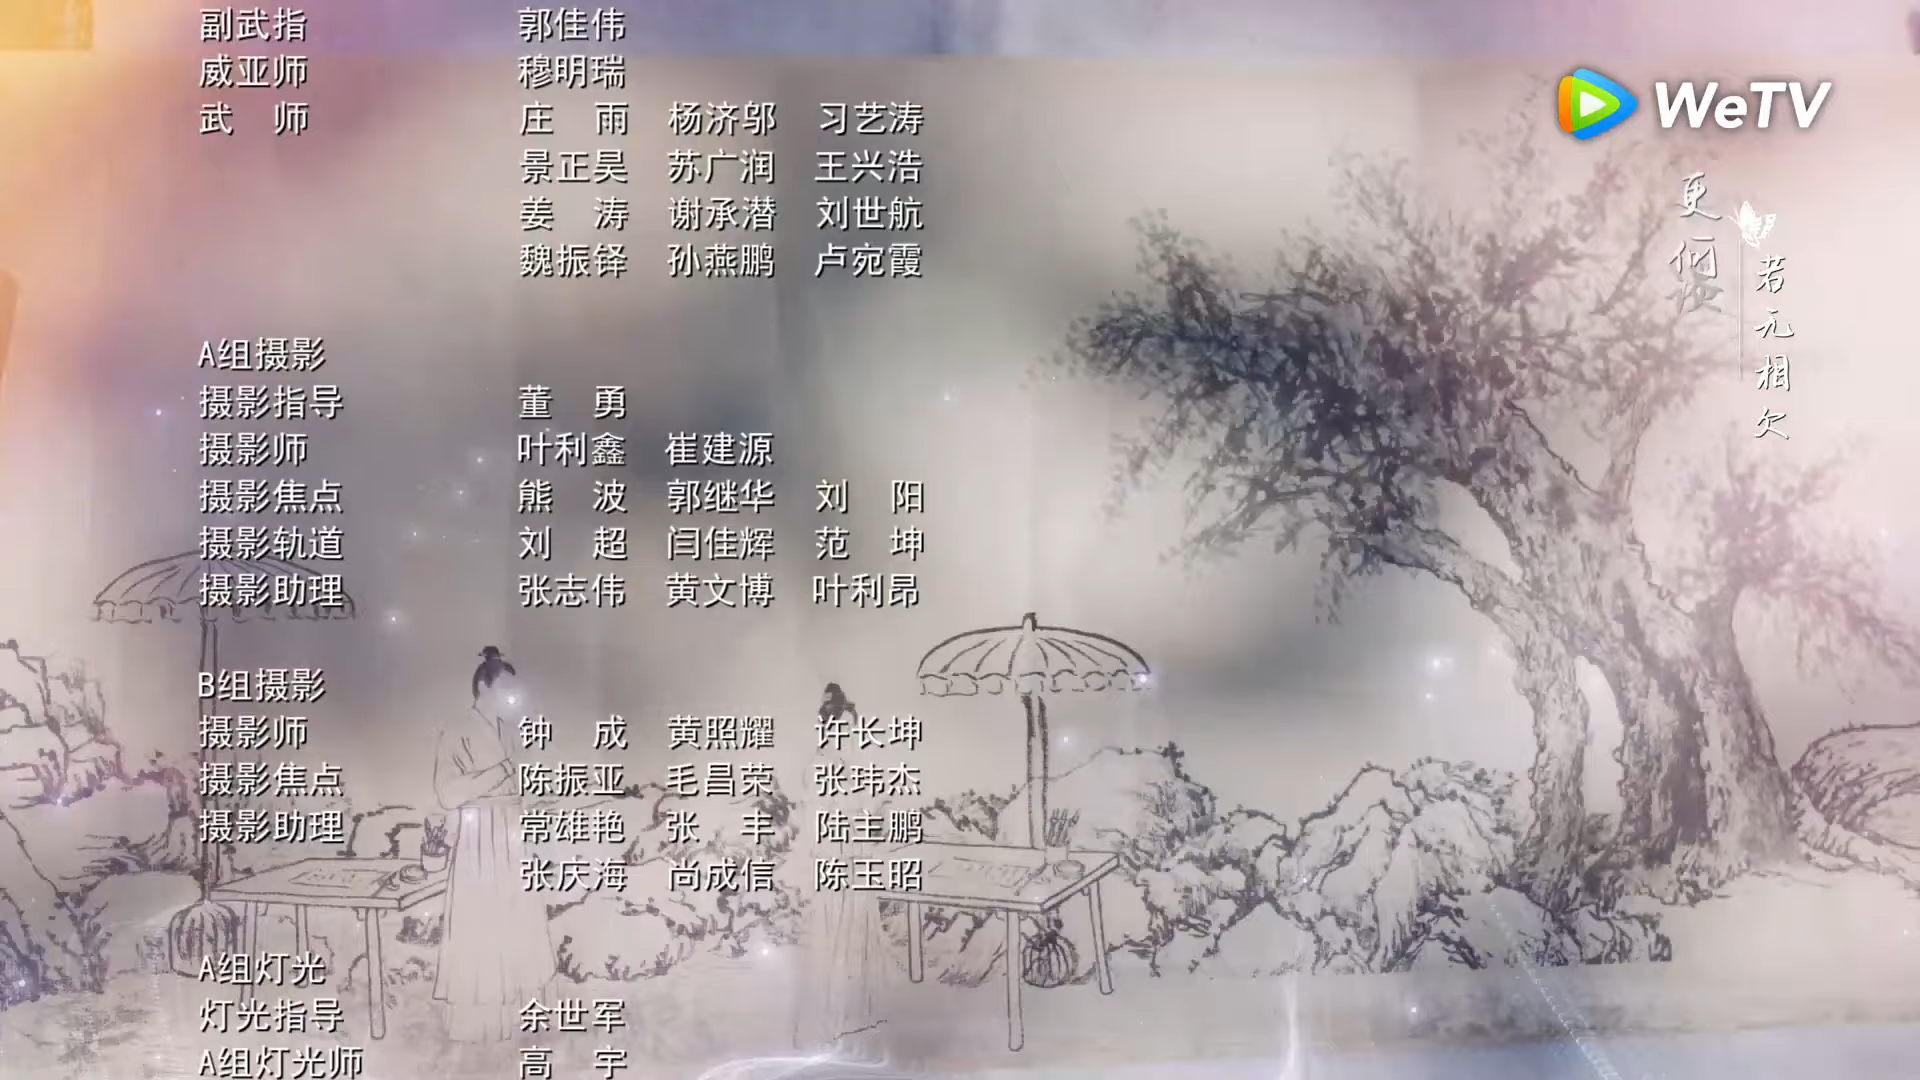 副武指 郭佳伟
威亚师 穆明瑞
武 师 庄 雨 杨济邬 习艺涛
景正昊 苏广润 王兴浩
姜 涛 谢承潜 刘世航
魏振铎 孙燕鹏 卢宛霞
A组摄影
摄影指导 董 勇
摄影师 叶利鑫 崔建源
摄影焦点 熊 波 郭继华 刘 阳
摄影轨道 刘 超 闫佳辉 范 坤
摄影助理 张志伟 黄文博 叶利昂
B组摄影
摄影师 钟 成 黄照耀 许长坤
摄影焦点 陈振亚 毛昌荣 张玮杰
摄影助理 常雄艳 张 丰 陆主鹏
张庆海 尚成信 陈玉昭
A组灯光
灯光指导 余世军
A组灯光师 高 宇
WeTV
若无相欠